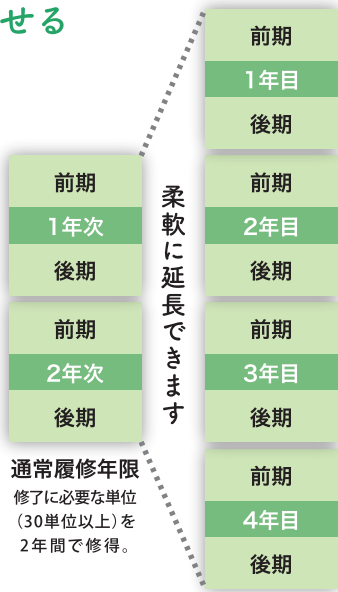 せる
前期
1年次
後期
前期
2年次
後期
通常履修年限
修了に必要な単位
（30単位以上）を
2年間で修得。
柔軟に延長できます
前期
1年目
後期
前期
2年目
後期
前期
3年目
後期
前期
4年目
後期